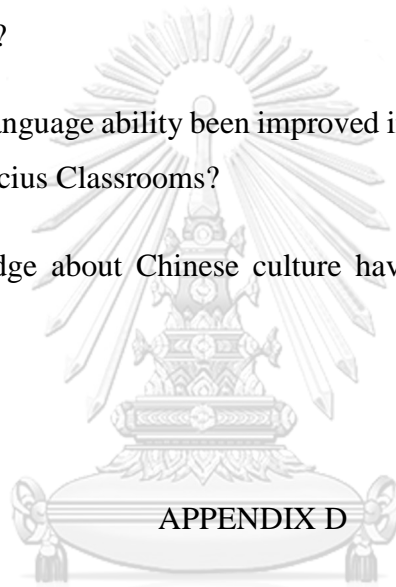 ?
anguage ability been improved i
cius Classrooms?
dge about Chinese culture hav
APPENDIX D